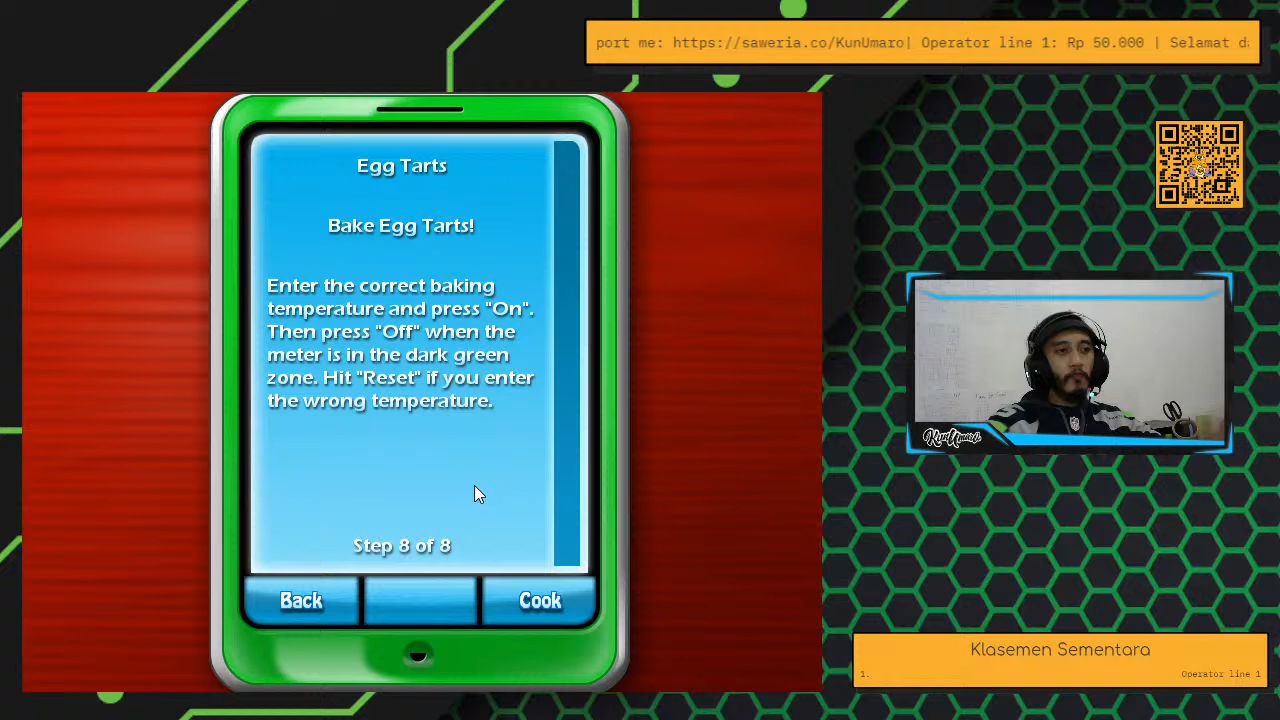 port me: https://saweria.co/KunUmaro| Operator line 1: Rp 50.000 | Selamat d
Egg Tarts
Bake Egg Tarts!
Enter the correct baking
temperature and press "On".
Then press "Off" when the
meter is in the dark green
zone. Hit "Reset" if you enter
the wrong temperature.
Step 8 of 8
Back
Cook
KunUmaro
Klasemen Sementara
1.
Operator line 1